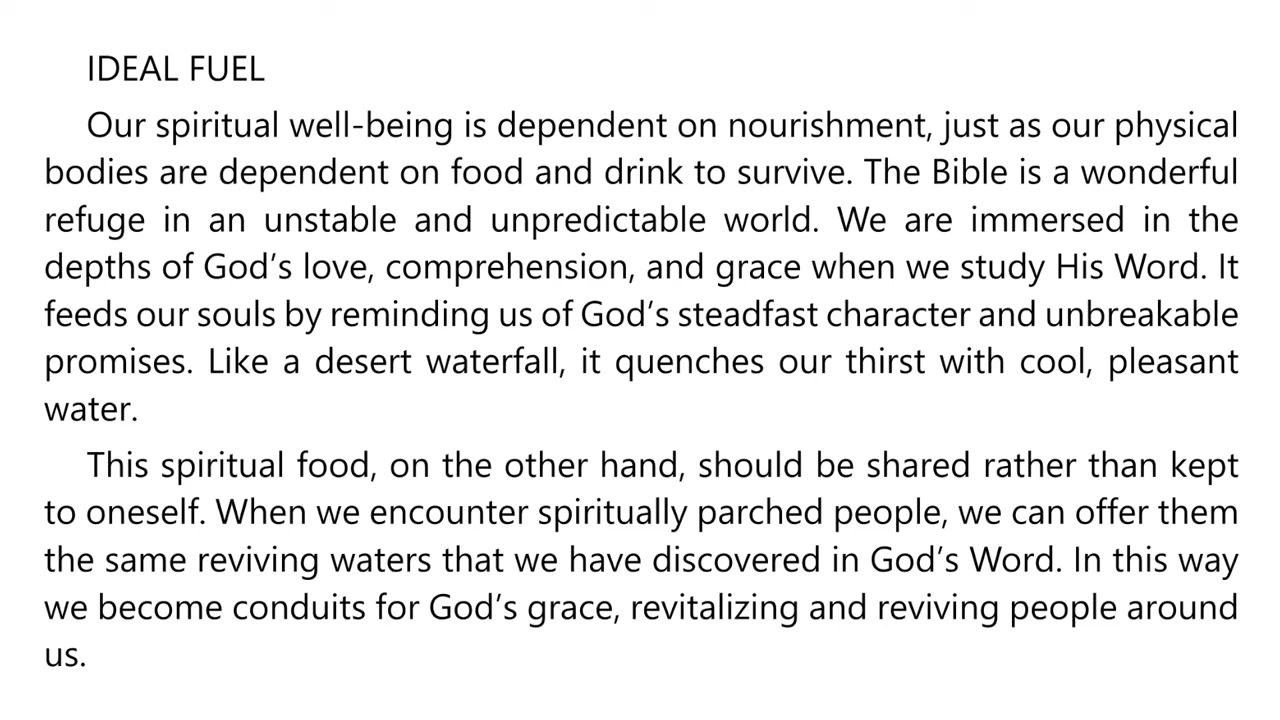 IDEAL FUEL
Our spiritual well-being is dependent on nourishment, just as our physical
bodies are dependent on food and drink to survive. The Bible is a wonderful
refuge in an unstable and unpredictable world. We are immersed in the
depths of God’s love, comprehension, and grace when we study His Word. It
feeds our souls by reminding us of God’s steadfast character and unbreakable
promises. Like a desert waterfall, it quenches our thirst with cool, pleasant
water.
This spiritual food, on the other hand, should be shared rather than kept
to oneself. When we encounter spiritually parched people, we can offer them
the same reviving waters that we have discovered in God’s Word. In this way
we become conduits for God’s grace, revitalizing and reviving people around
us.